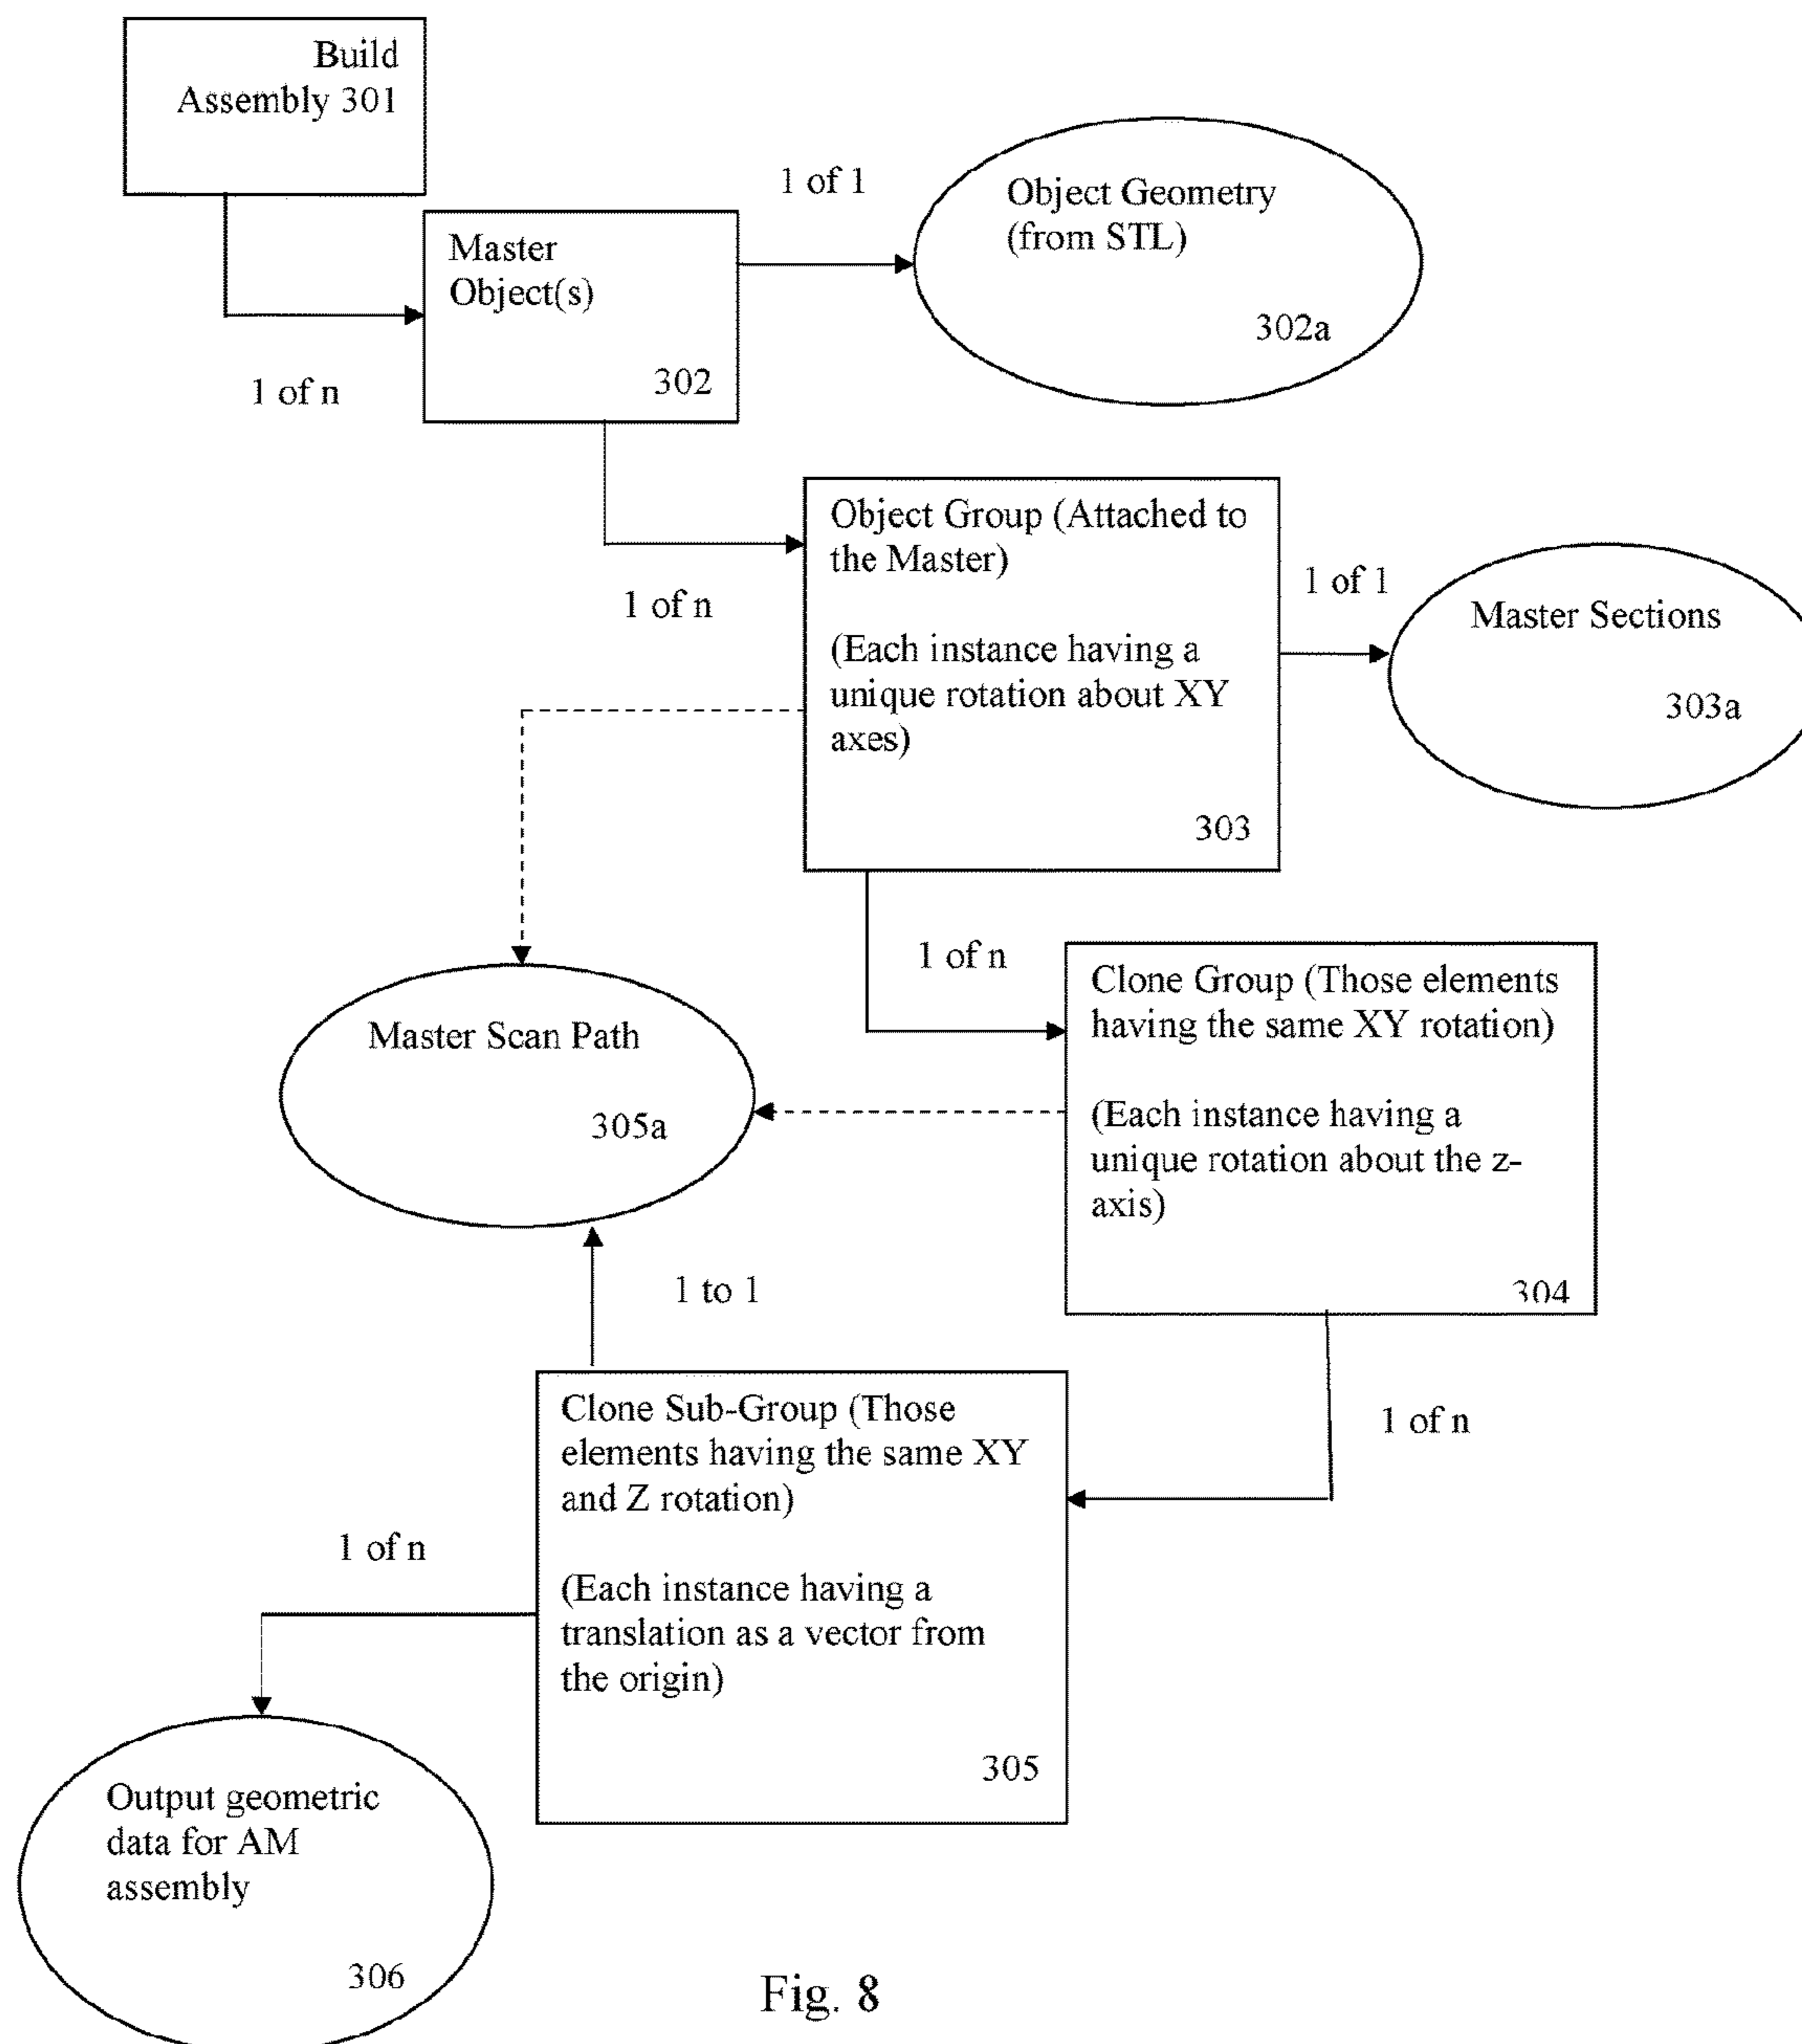 Build
Assembly 301
1 of 1
Object Geometry
(from STL)
302a
Master
Object(s)
302
1 of n
Object Group (Attached to
the Master)
(Each instance having a
unique rotation about XY
axes)
303
1 of n
1 of 1
Master Sections
303a
1 of n
Clone Group (Those elements
having the same XY rotation)
(Each instance having a
unique rotation about the z-
axis)
304
Master Scan Path
305a
1 to 1
1 of n
Clone Sub-Group (Those
elements having the same XY
and Z rotation)
(Each instance having a
translation as a vector from
the origin)
305
1 of n
Output geometric
data for AM
assembly
306
Fig. 8